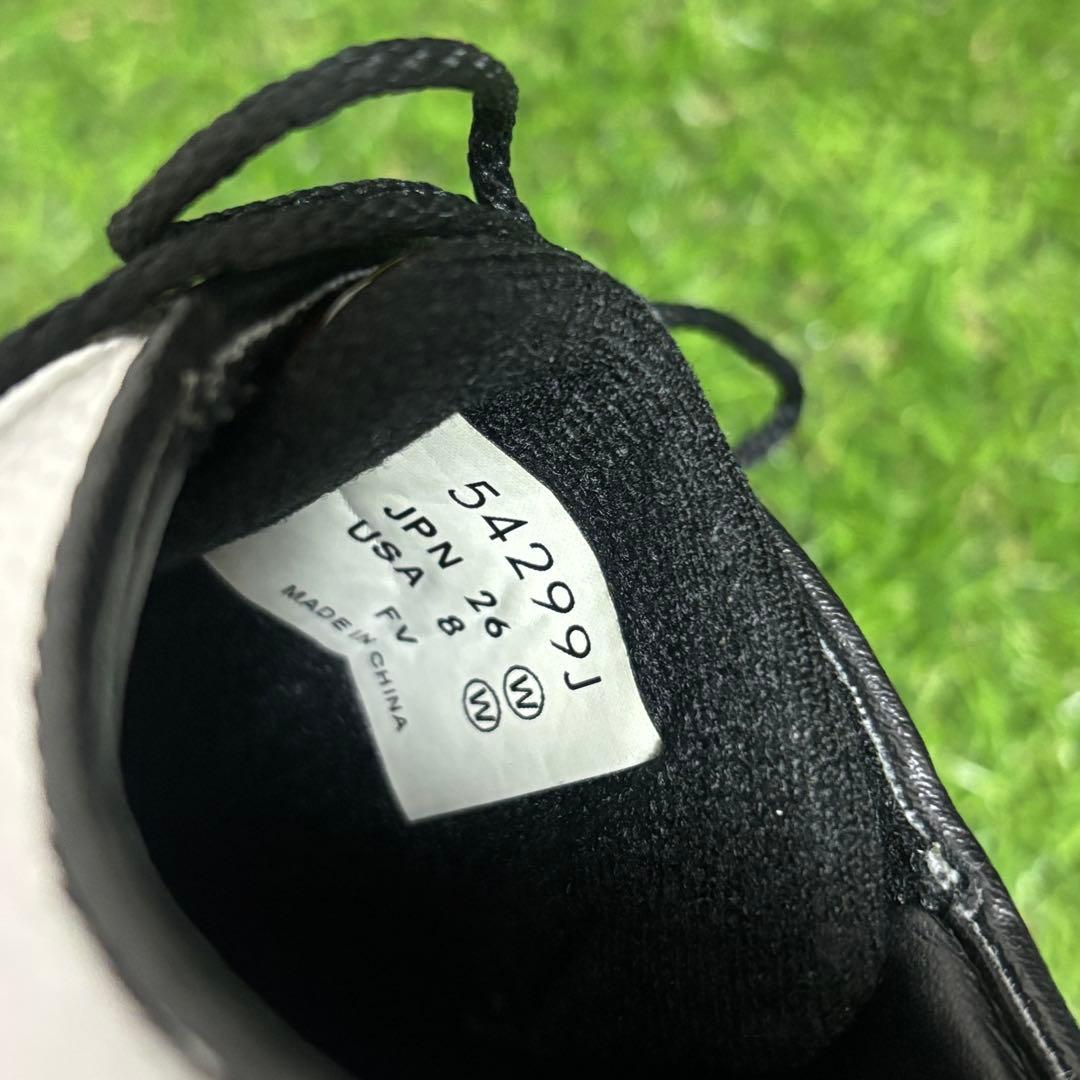 54299J
JPN 26 Ⓦ
USA 8 Ⓦ
FV
MADE IN CHINA